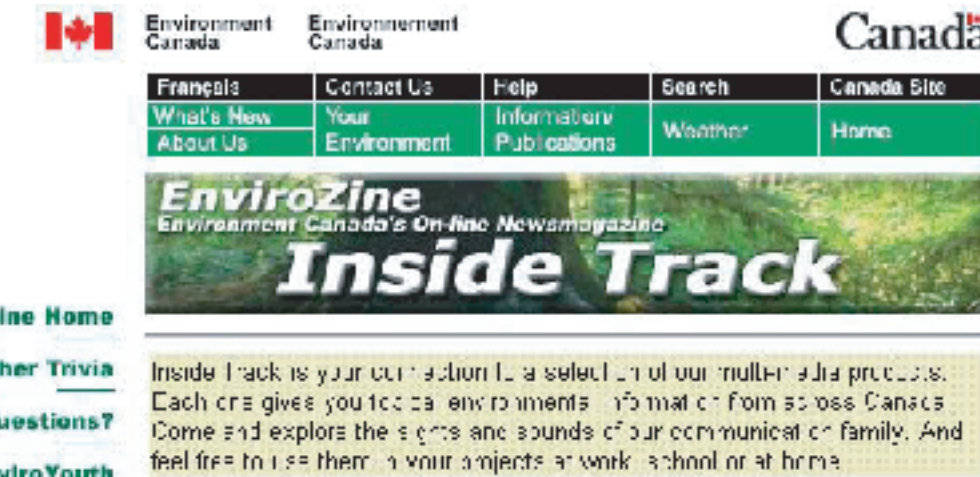 Environment Environnement
Canada Canada
Canada
Français Contact Us Help Search Canada Site
What's New Your Information/ Weather Home
About Us Environment Publications
EnviroZine
Environment Canada's On-line Newsmagazine
Inside Track
ine Home
her Trivia
uestions?
viroYouth
Inside Track is your connection to a selection of our multimedia products.
Each one gives you topical environmental information from across Canada.
Come and explore the sights and sounds of our communication family. And
feel free to use them in your projects at work, school or at home.